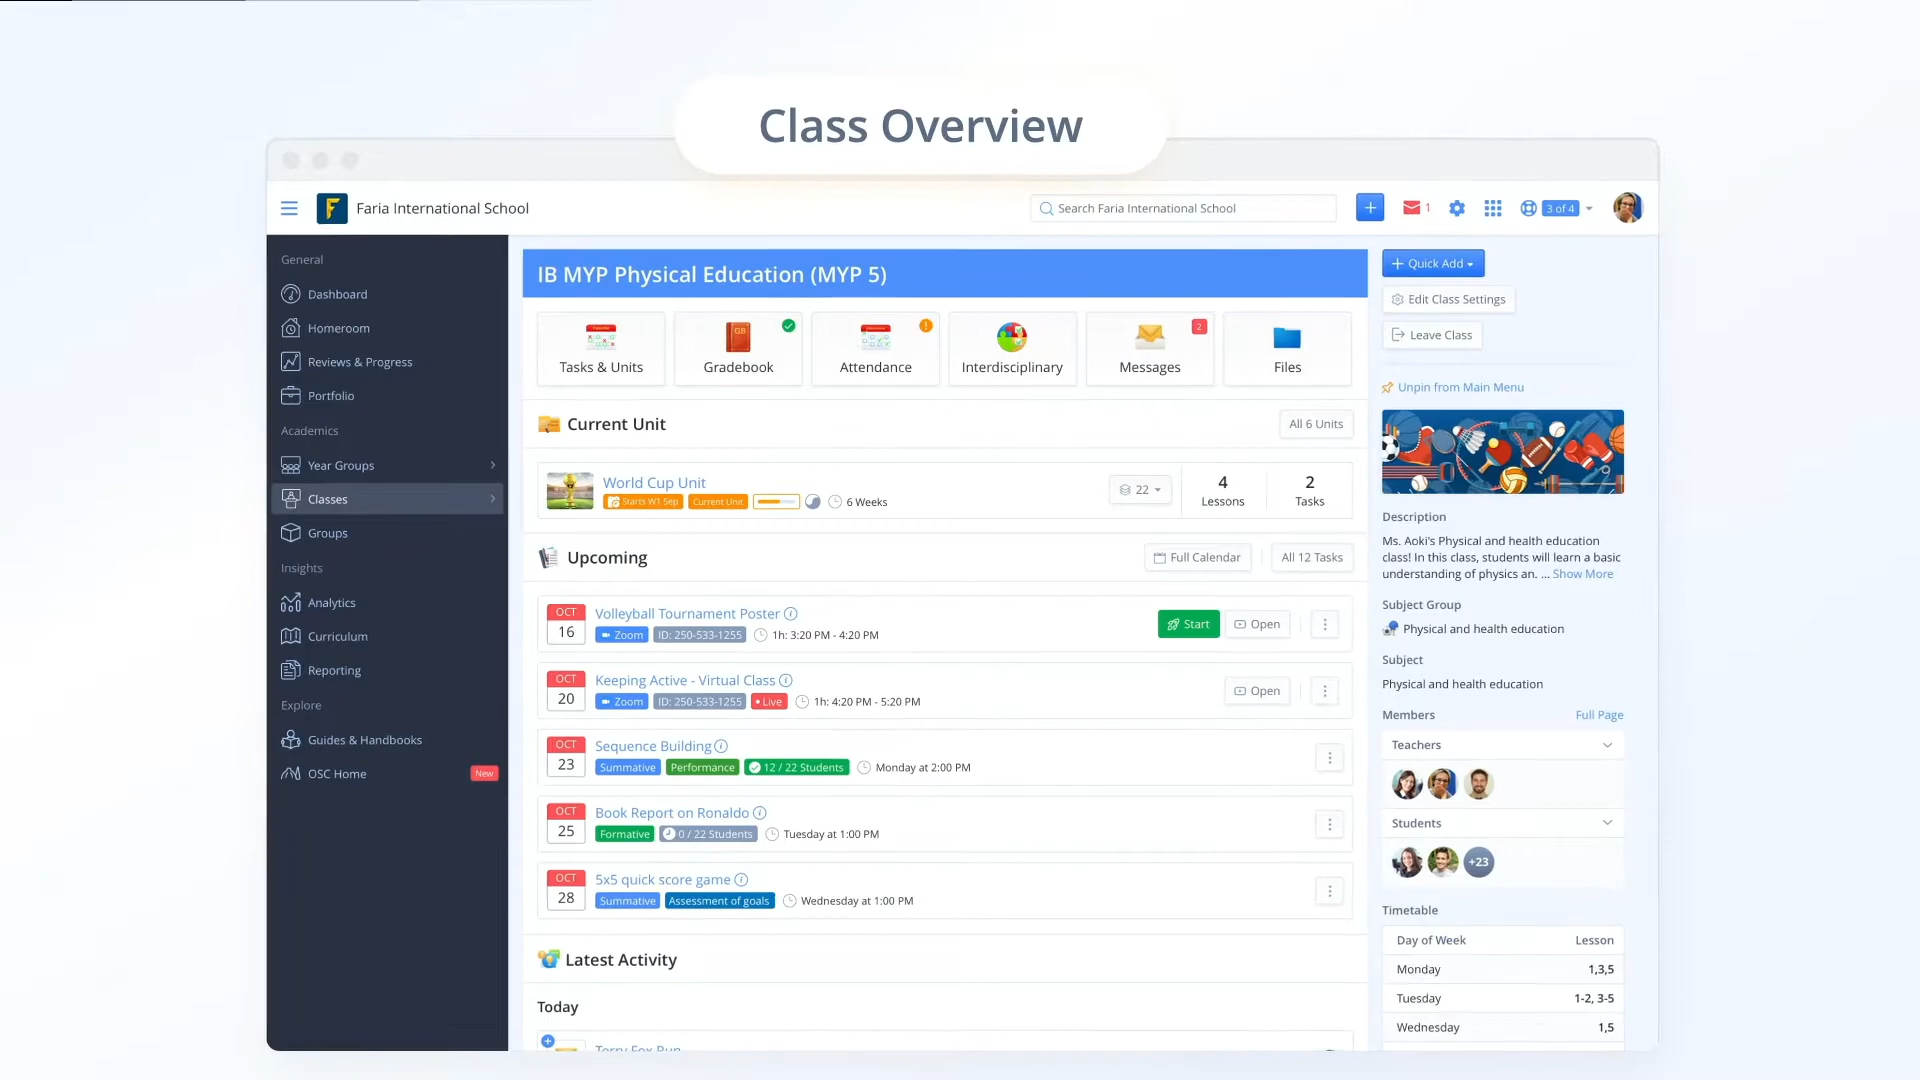 Class Overview
Faria International School
Search Faria International School
1
3 of 4
General
Dashboard
Homeroom
Reviews & Progress
Portfolio
Academics
Year Groups
Classes
Groups
Insights
Analytics
Curriculum
Reporting
Explore
Guides & Handbooks
OSC Home New
IB MYP Physical Education (MYP 5)
Tasks & Units
GB
Gradebook
Attendance
Interdisciplinary
2
Messages
Files
Current Unit
All 6 Units
World Cup Unit
Starts W1 Sep Current Unit 6 Weeks
22
4 Lessons
2 Tasks
Upcoming
Full Calendar
All 12 Tasks
OCT 16
Volleyball Tournament Poster
Zoom ID: 250-533-1255 1h: 3:20 PM - 4:20 PM
Start Open
OCT 20
Keeping Active - Virtual Class
Zoom ID: 250-533-1255 Live 1h: 4:20 PM - 5:20 PM
Open
OCT 23
Sequence Building
Summative Performance 12 / 22 Students Monday at 2:00 PM
OCT 25
Book Report on Ronaldo
Formative 0 / 22 Students Tuesday at 1:00 PM
OCT 28
5x5 quick score game
Summative Assessment of goals Wednesday at 1:00 PM
Latest Activity
Today
Terry Fox Run
Quick Add
Edit Class Settings
Leave Class
Unpin from Main Menu
Description
Ms. Aoki's Physical and health education
class! In this class, students will learn a basic
understanding of physics an. ... Show More
Subject Group
Physical and health education
Subject
Physical and health education
Members Full Page
Teachers
Students
+23
Timetable
Day of Week Lesson
Monday 1,3,5
Tuesday 1-2, 3-5
Wednesday 1,5